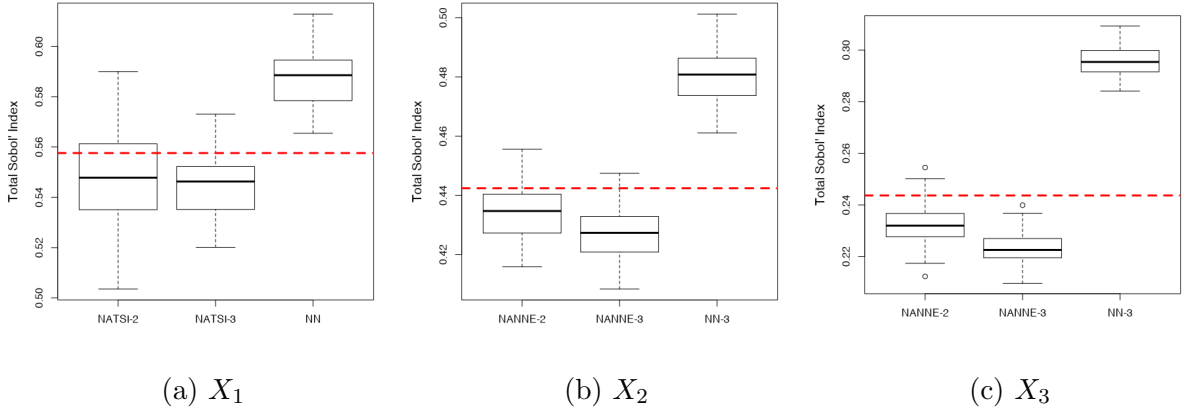 Total Sobol' Index
0.60
0.58
0.56
0.54
0.52
0.50
NATSI-2 NATSI-3 NN
(a) X1
Total Sobol' Index
0.50
0.48
0.46
0.44
0.42
NANNE-2 NANNE-3 NN-3
(b) X2
Total Sobol' Index
0.30
0.28
0.26
0.24
0.22
NANNE-2 NANNE-3 NN-3
(c) X3